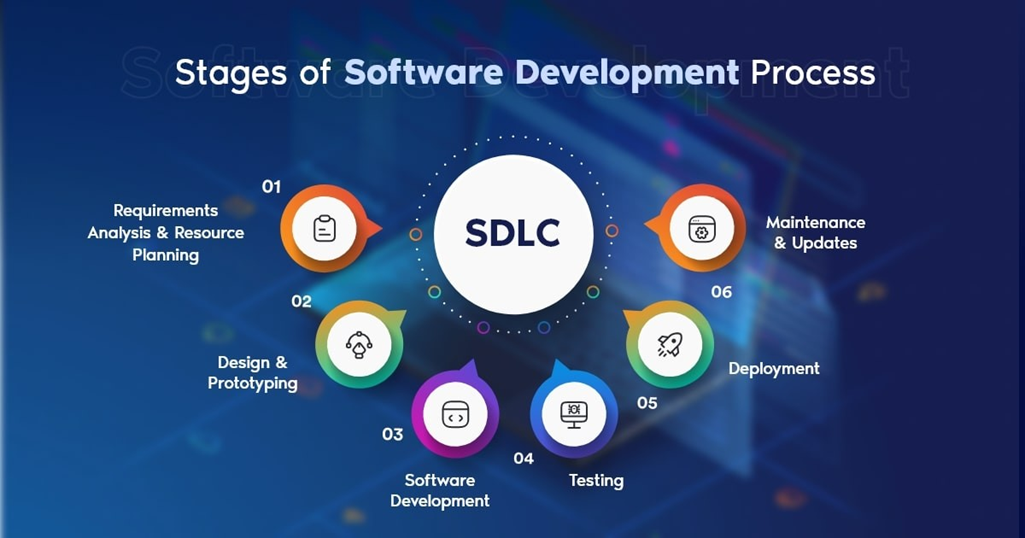 Software Development
Stages of Software Development Process
SDLC
01
Requirements
Analysis & Resource
Planning
02
Design &
Prototyping
03
Software
Development
04
Testing
05
Deployment
06
Maintenance
& Updates